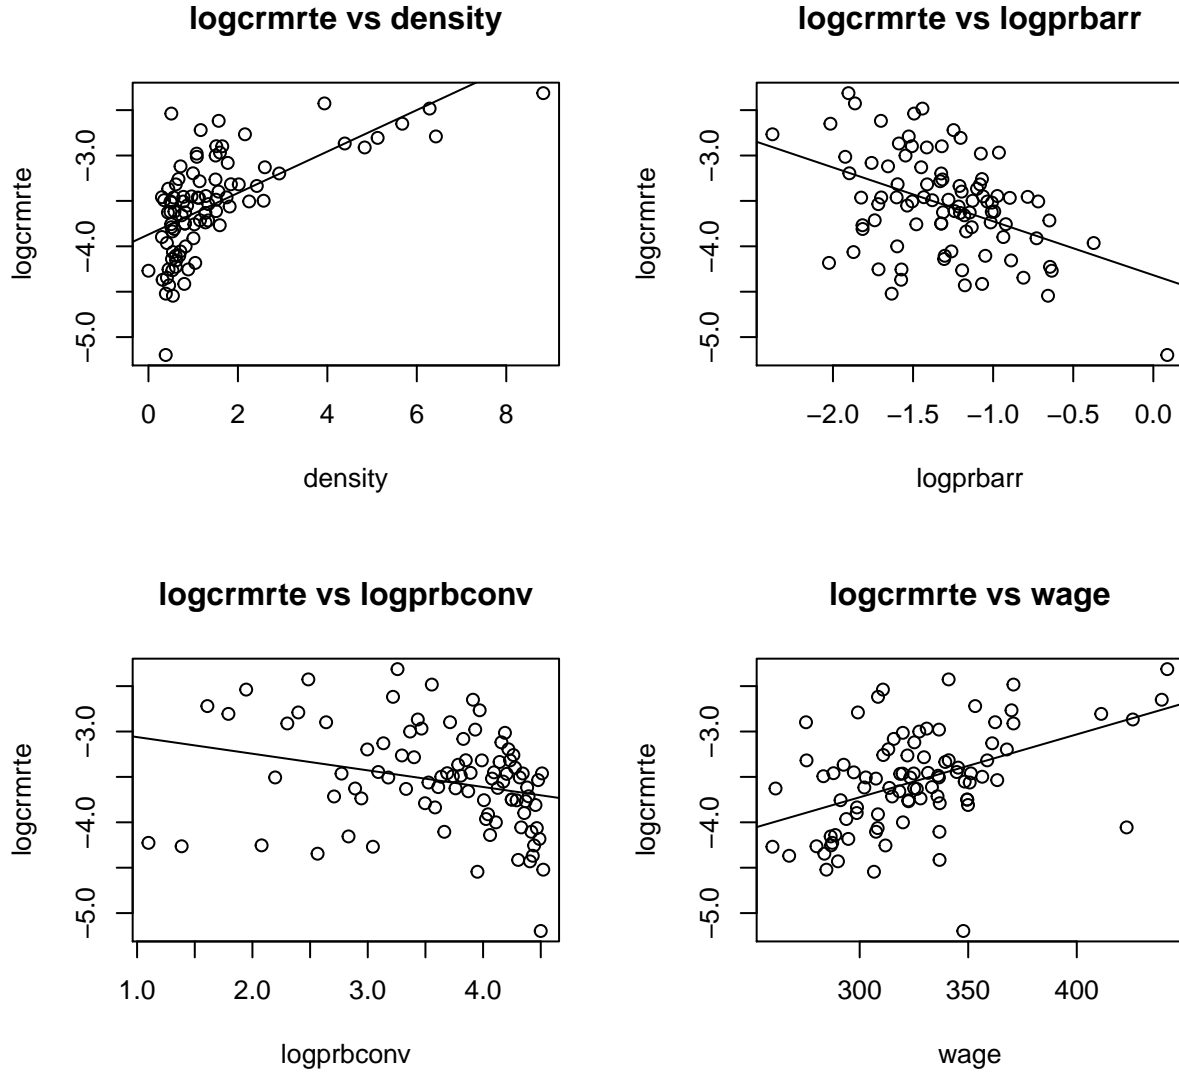 logcrmrte vs density
logcrmrte
−5.0 −4.0 −3.0
0 2 4 6 8
density
logcrmrte vs logprbarr
logcrmrte
−5.0 −4.0 −3.0
−2.0 −1.5 −1.0 −0.5 0.0
logprbarr
logcrmrte vs logprbconv
logcrmrte
−5.0 −4.0 −3.0
1.0 2.0 3.0 4.0
logprbconv
logcrmrte vs wage
logcrmrte
−5.0 −4.0 −3.0
300 350 400
wage